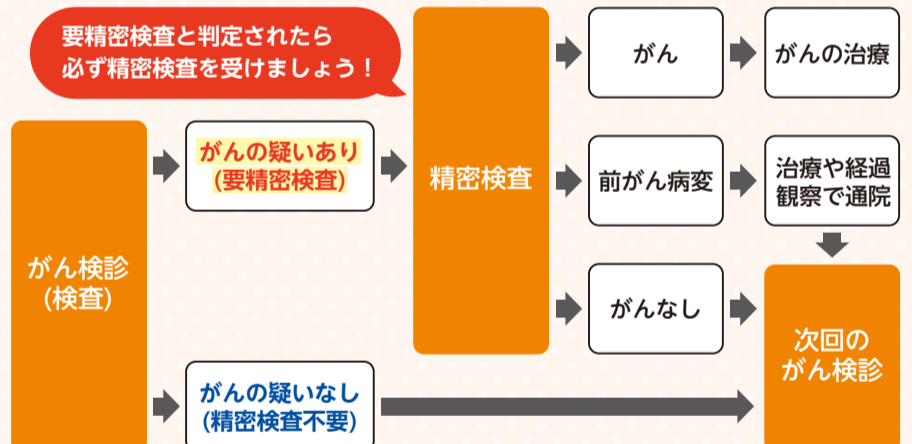 要精密検査と判定されたら
必ず精密検査を受けましょう！
がん検診
(検査)
がんの疑いあり
(要精密検査)
精密検査
がん
がんの治療
前がん病変
治療や経過
観察で通院
がんなし
次回の
がん検診
がんの疑いなし
(精密検査不要)